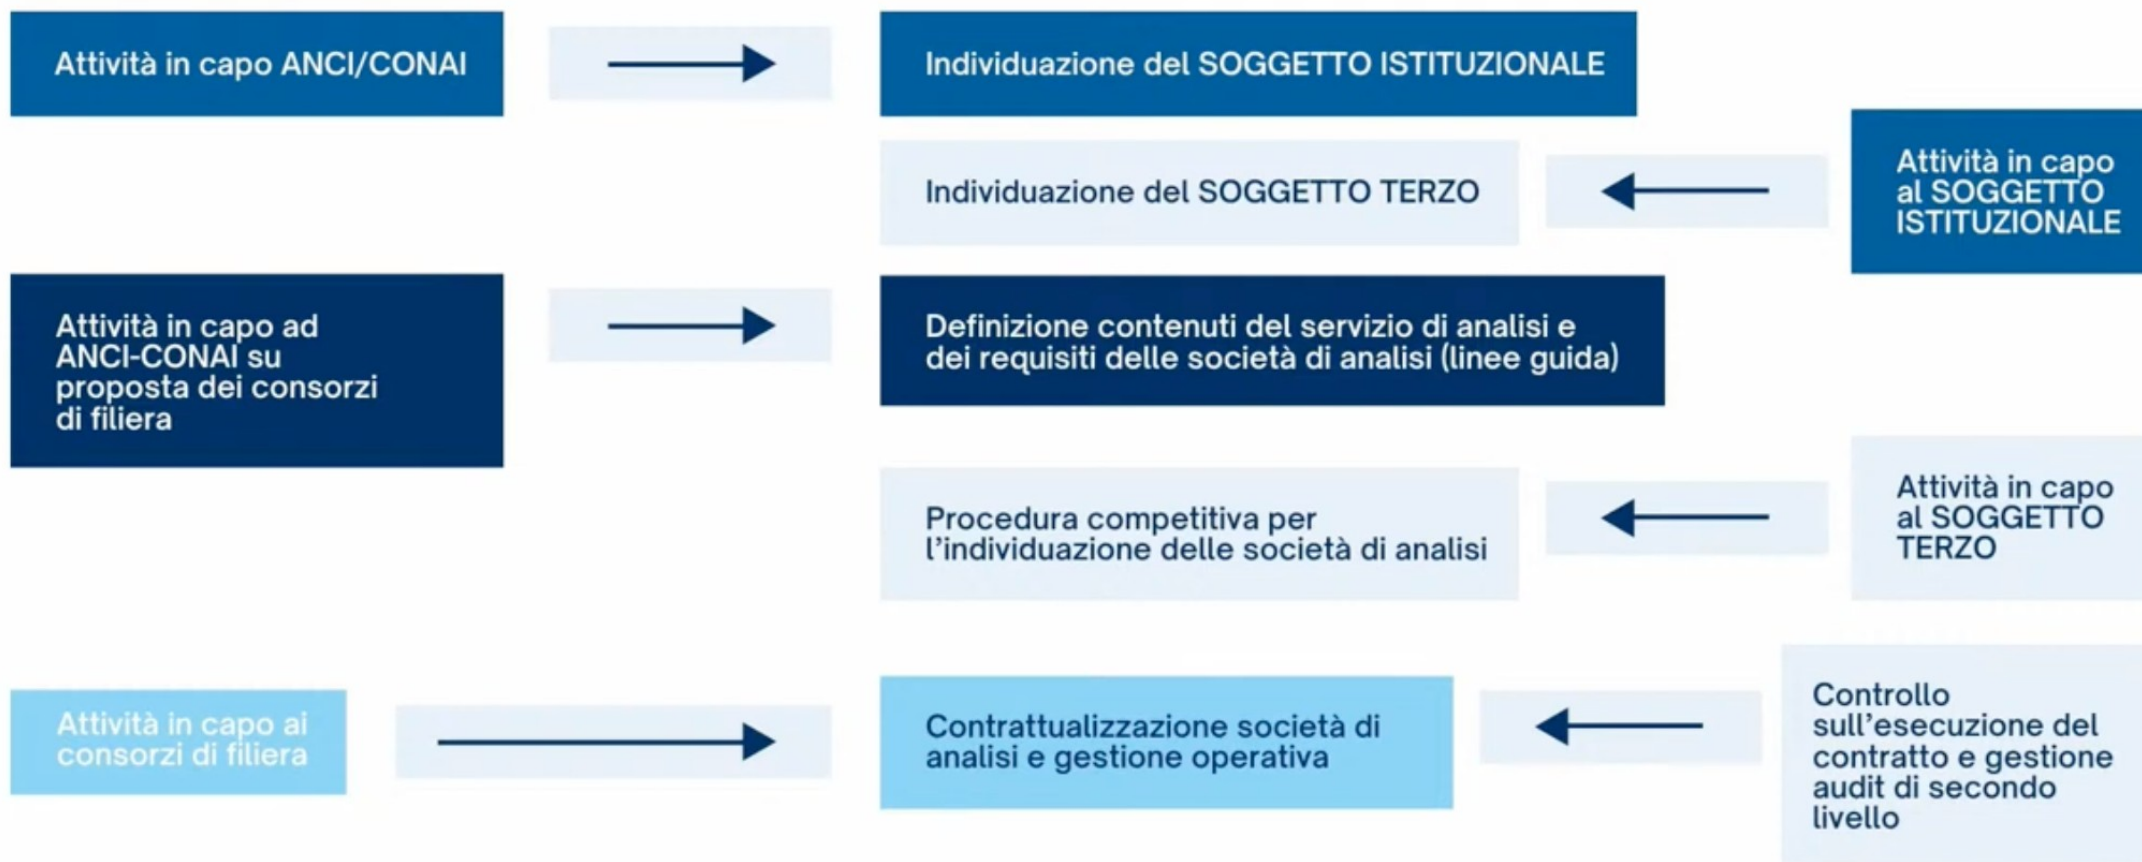 Attività in capo ANCI/CONAI
Individuazione del SOGGETTO ISTITUZIONALE
Individuazione del SOGGETTO TERZO
Attività in capo
al SOGGETTO
ISTITUZIONALE
Attività in capo ad
ANCI-CONAI su
proposta dei consorzi
di filiera
Definizione contenuti del servizio di analisi e
dei requisiti delle società di analisi (linee guida)
Procedura competitiva per
l'individuazione delle società di analisi
Attività in capo
al SOGGETTO
TERZO
Attività in capo ai
consorzi di filiera
Contrattualizzazione società di
analisi e gestione operativa
Controllo
sull'esecuzione del
contratto e gestione
audit di secondo
livello